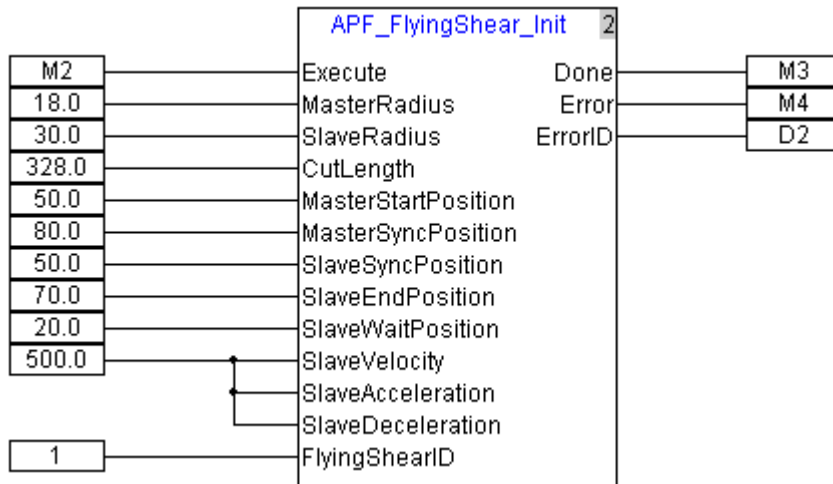 APF_FlyingShear_Init 2
M2 Execute Done M3
18.0 MasterRadius Error M4
30.0 SlaveRadius ErrorID D2
328.0 CutLength
50.0 MasterStartPosition
80.0 MasterSyncPosition
50.0 SlaveSyncPosition
70.0 SlaveEndPosition
20.0 SlaveWaitPosition
500.0 SlaveVelocity
SlaveAcceleration
SlaveDeceleration
1 FlyingShearID